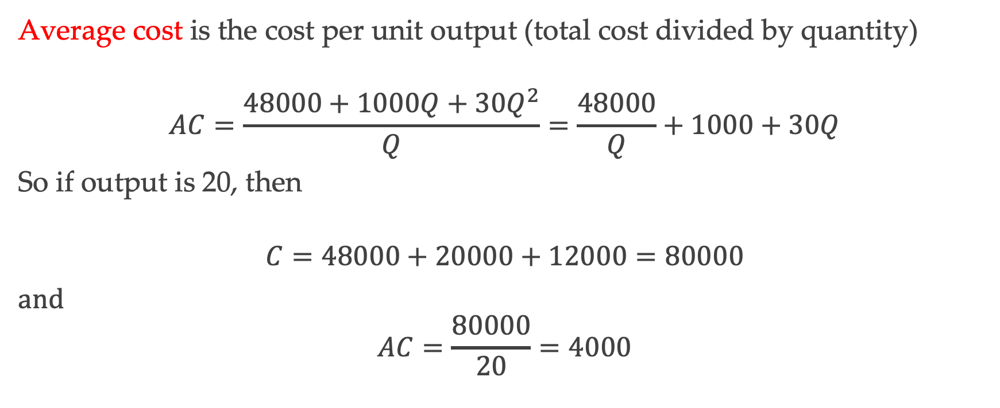 Average cost is the cost per unit output (total cost divided by quantity)
AC = \frac{48000 + 1000Q + 30Q^2}{Q} = \frac{48000}{Q} + 1000 + 30Q
So if output is 20, then
C = 48000 + 20000 + 12000 = 80000
and
AC = \frac{80000}{20} = 4000